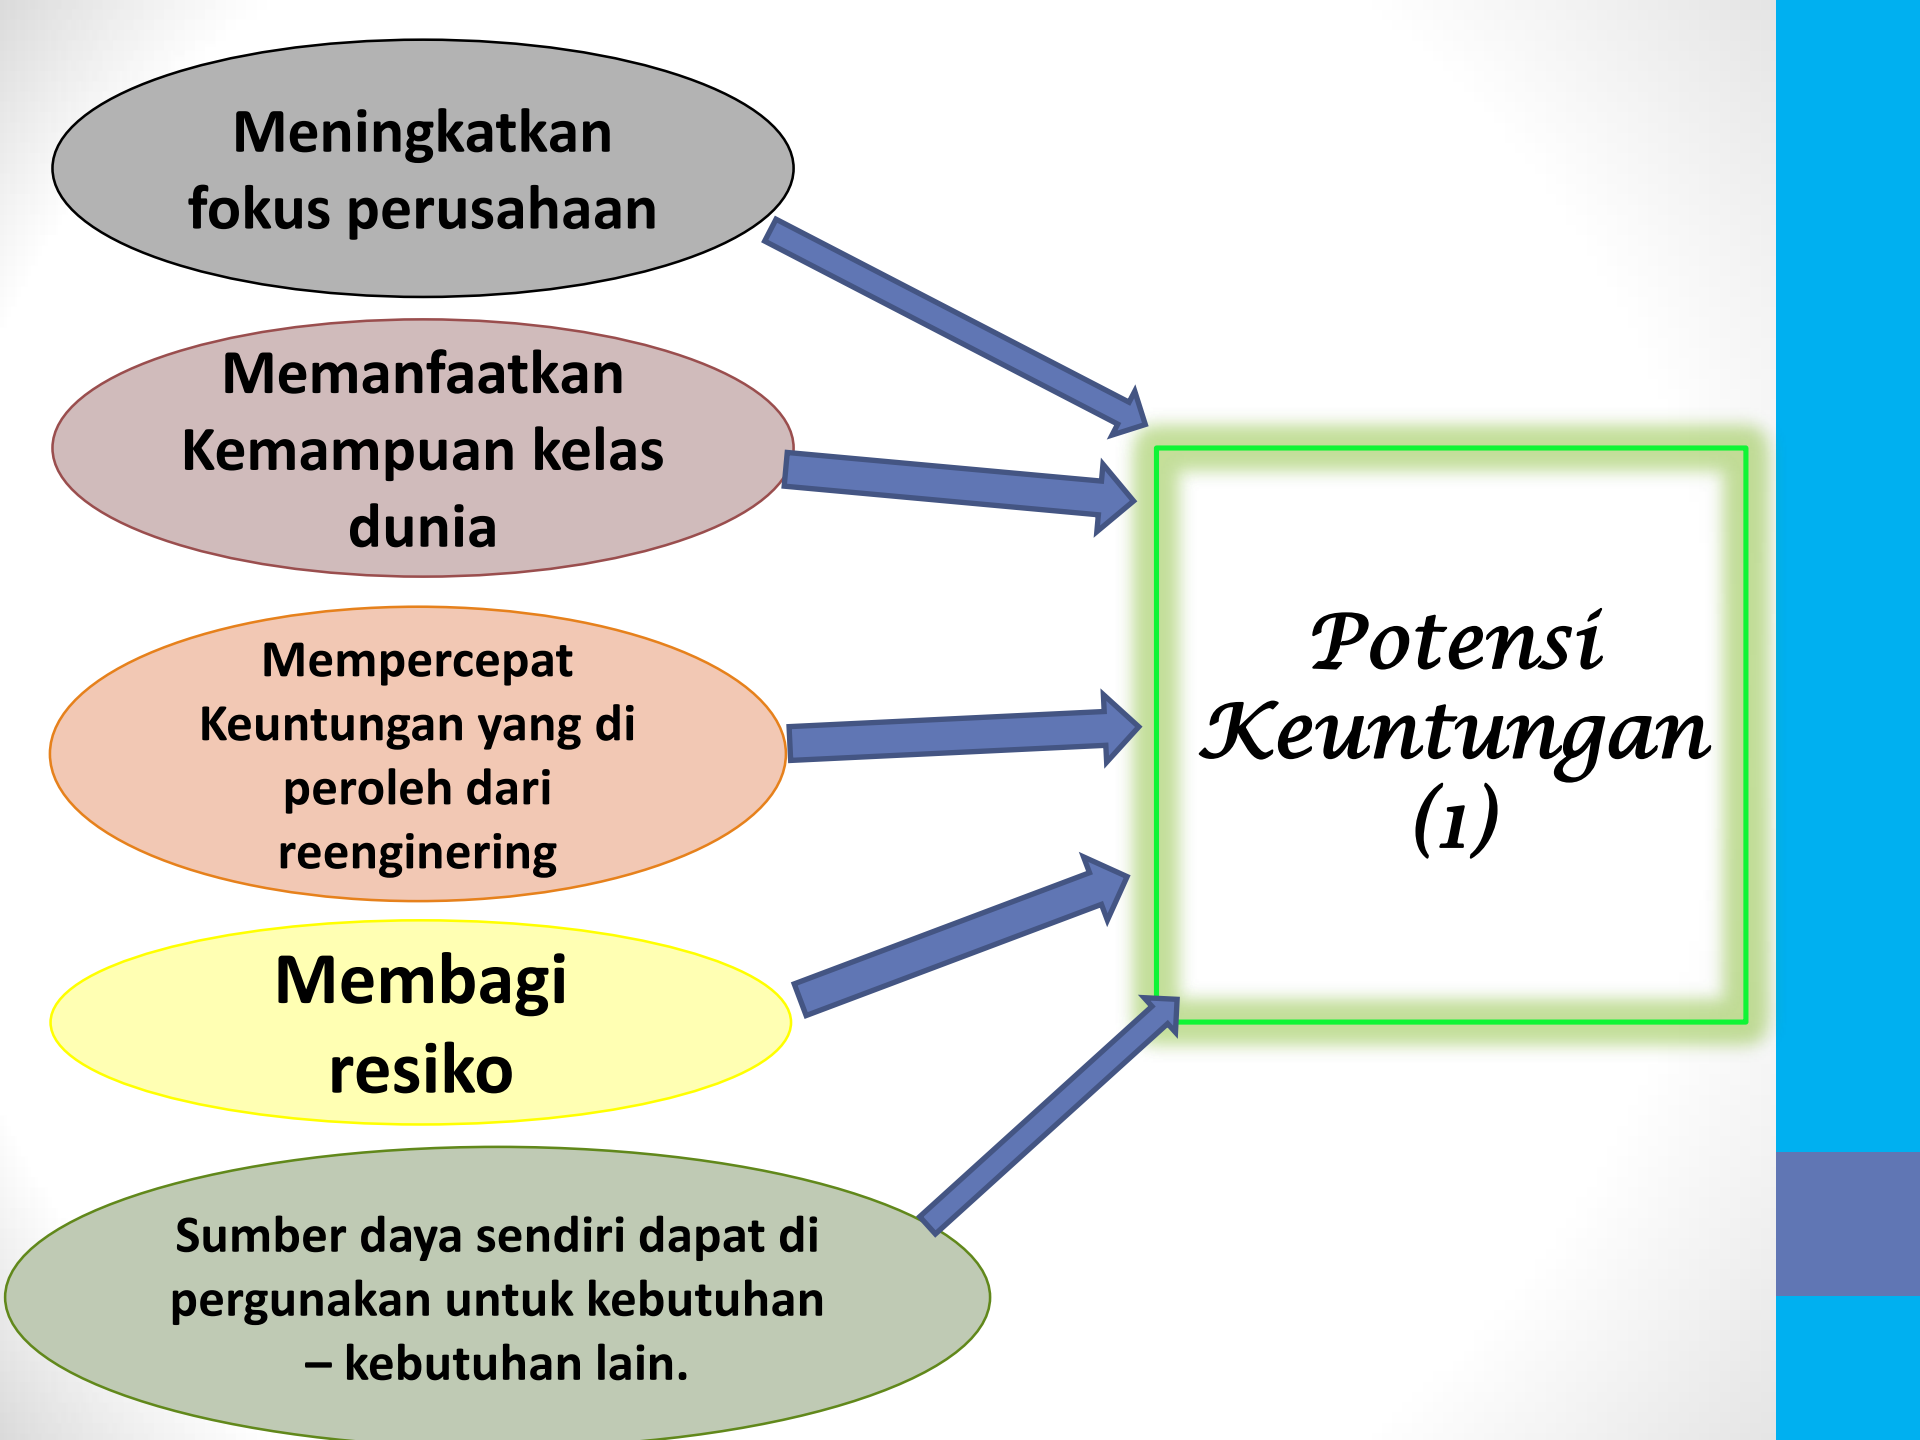 Meningkatkan
fokus perusahaan
Memanfaatkan
Kemampuan kelas
dunia
Mempercepat
Keuntungan yang di
peroleh dari
reenginering
Membagi
resiko
Sumber daya sendiri dapat di
pergunakan untuk kebutuhan
– kebutuhan lain.
Potensi
Keuntungan
(1)